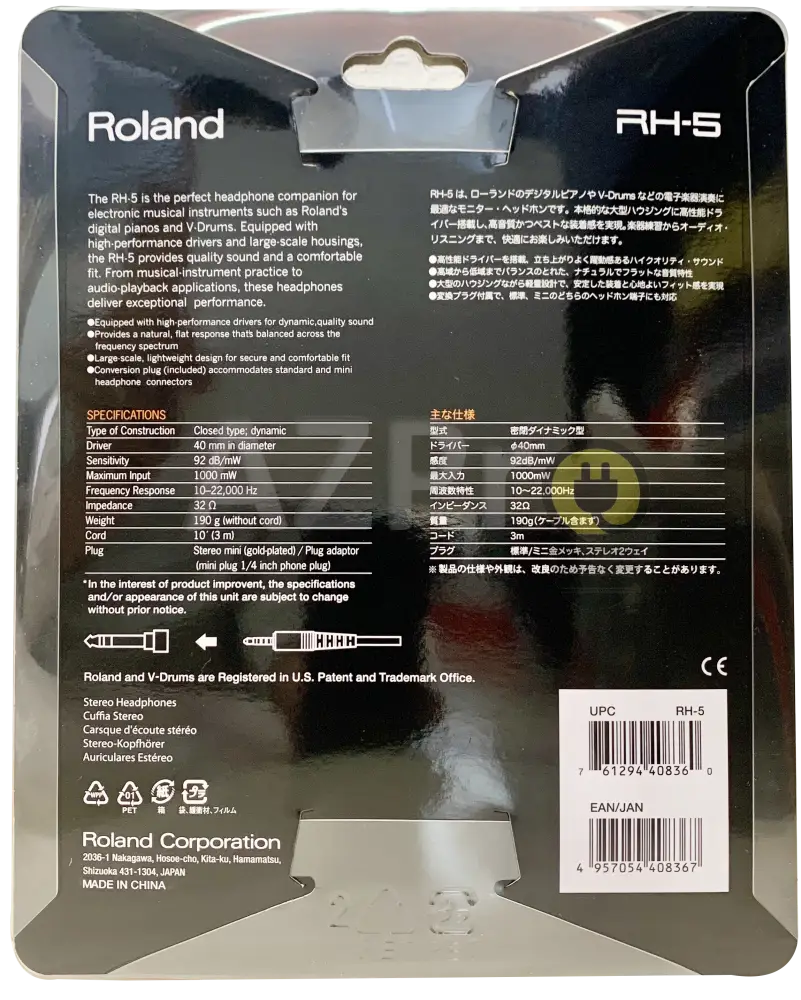 Roland
RH-5
The RH-5 is the perfect headphone companion for
electronic musical instruments such as Roland's
digital pianos and V-Drums. Equipped with
high-performance drivers and large-scale housings,
the RH-5 provides quality sound and a comfortable
fit. From musical-instrument practice to
audio-playback applications, these headphones
deliver exceptional performance.
●Equipped with high-performance drivers for dynamic,quality sound
●Provides a natural, flat response that's balanced across the
frequency spectrum
●Large-scale, lightweight design for secure and comfortable fit
●Conversion plug (included) accommodates standard and mini
headphone connectors
RH-5 は、ローランドのデジタルピアノや V-Drums などの電子楽器演奏に
最適なモニター・ヘッドホンです。本格的な大型ハウジングに高性能ドラ
イバー搭載し、高音質かつベストな装着感を実現。楽器練習からオーディオ・
リスニングまで、快適にお楽しみいただけます。
●高性能ドライバーを搭載、立ち上がりよく躍動感あるハイクオリティ・サウンド
●高域から低域までバランスのとれた、ナチュラルでフラットな音質特性
●大型のハウジングながら軽量設計で、安定した装着と心地よいフィット感を実現
●変換プラグ付属で、標準、ミニのどちらのヘッドホン端子にも対応
SPECIFICATIONS
Type of Construction Closed type; dynamic
Driver 40 mm in diameter
Sensitivity 92 dB/mW
Maximum Input 1000 mW
Frequency Response 10–22,000 Hz
Impedance 32 Ω
Weight 190 g (without cord)
Cord 10´ (3 m)
Plug Stereo mini (gold-plated) / Plug adaptor
(mini plug 1/4 inch phone plug)
*In the interest of product improvent, the specifications
and/or appearance of this unit are subject to change
without prior notice.
主な仕様
型式 密閉ダイナミック型
ドライバー φ40mm
感度 92dB/mW
最大入力 1000mW
周波数特性 10〜22,000Hz
インピーダンス 32Ω
質量 190g(ケーブル含まず)
コード 3m
プラグ 標準/ミニ金メッキ、ステレオ2ウェイ
※製品の仕様や外観は、改良のため予告なく変更することがあります。
Roland and V-Drums are Registered in U.S. Patent and Trademark Office.
CE
Stereo Headphones
Cuffia Stereo
Carsque d'écoute stéréo
Stereo-Kopfhörer
Auriculares Estéreo
01
PET
紙
箱
プラ
袋、緩衝材、フィルム
Roland Corporation
2036-1 Nakagawa, Hosoe-cho, Kita-ku, Hamamatsu,
Shizuoka 431-1304, JAPAN
MADE IN CHINA
UPC RH-5
7 61294 40836 0
EAN/JAN
4 957054 408367